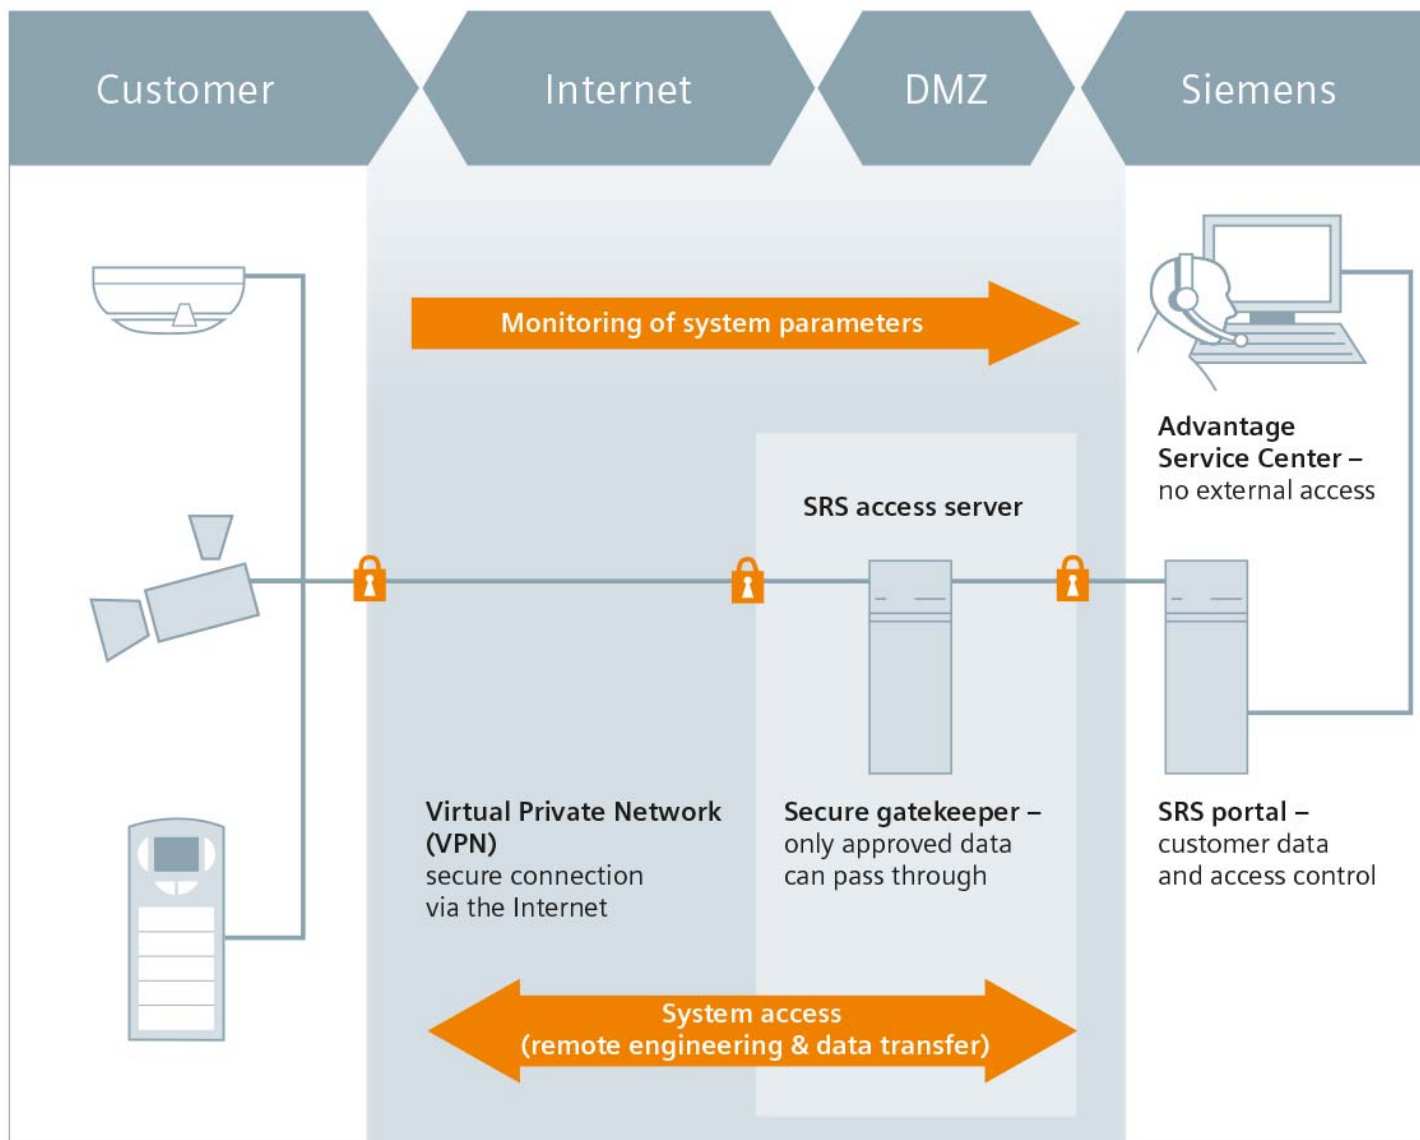 Customer
Internet
DMZ
Siemens
Monitoring of system parameters
Advantage
Service Center –
no external access
SRS access server
Virtual Private Network
(VPN)
secure connection
via the Internet
Secure gatekeeper –
only approved data
can pass through
SRS portal –
customer data
and access control
System access
(remote engineering & data transfer)